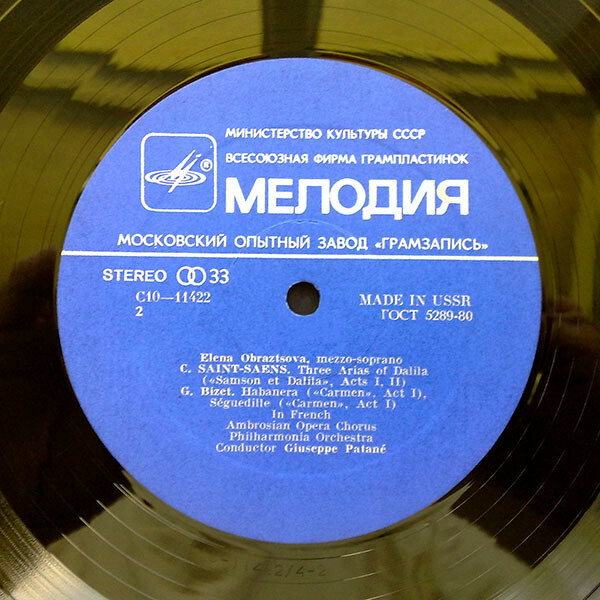 МИНИСТЕРСТВО КУЛЬТУРЫ СССР
ВСЕСОЮЗНАЯ ФИРМА ГРАМПЛАСТИНОК
®
МЕЛОДИЯ
МОСКОВСКИЙ ОПЫТНЫЙ ЗАВОД «ГРАМЗАПИСЬ»
STEREO 33
С10—11422
2
MADE IN USSR
ГОСТ 5289-80
Elena Obraztsova, mezzo-soprano
C. SAINT-SAENS. Three Arias of Dalila
(«Samson et Dalila», Acts I, II)
G. Bizet. Habanera («Carmen», Act I),
Séguedille («Carmen», Act I)
In French
Ambrosian Opera Chorus
Philharmonia Orchestra
Conductor Giuseppe Patané